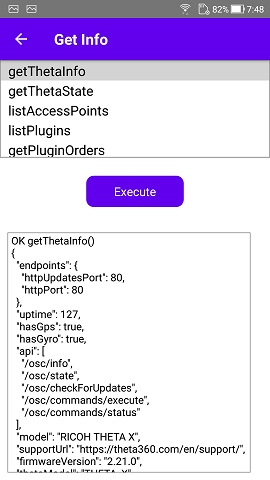 82% 7:48
Get Info
getThetaInfo
getThetaState
listAccessPoints
listPlugins
getPluginOrders
Execute
OK getThetaInfo()
{
"endpoints": {
"httpUpdatesPort": 80,
"httpPort": 80
},
"uptime": 127,
"hasGps": true,
"hasGyro": true,
"api": [
"/osc/info",
"/osc/state",
"/osc/checkForUpdates",
"/osc/commands/execute",
"/osc/commands/status"
],
"model": "RICOH THETA X",
"supportUrl": "https://theta360.com/en/support/",
"firmwareVersion": "2.21.0",
"thetaModel": "THETA_X"